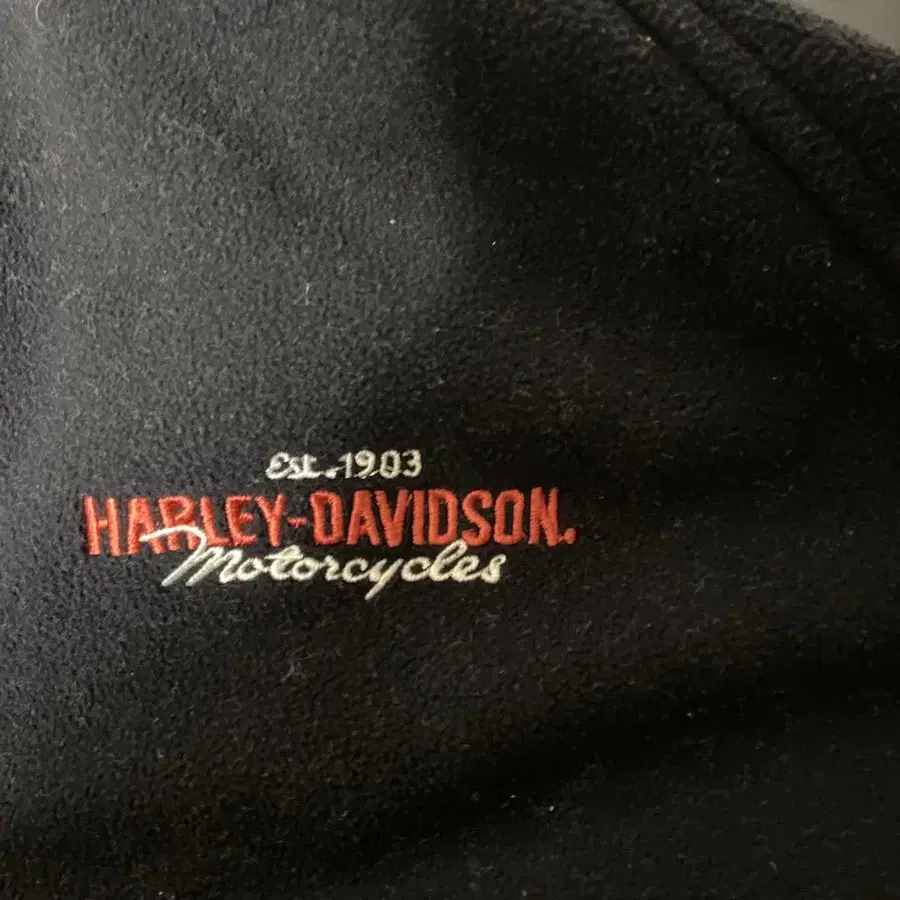 Est. 1903
HARLEY-DAVIDSON.
Motorcycles